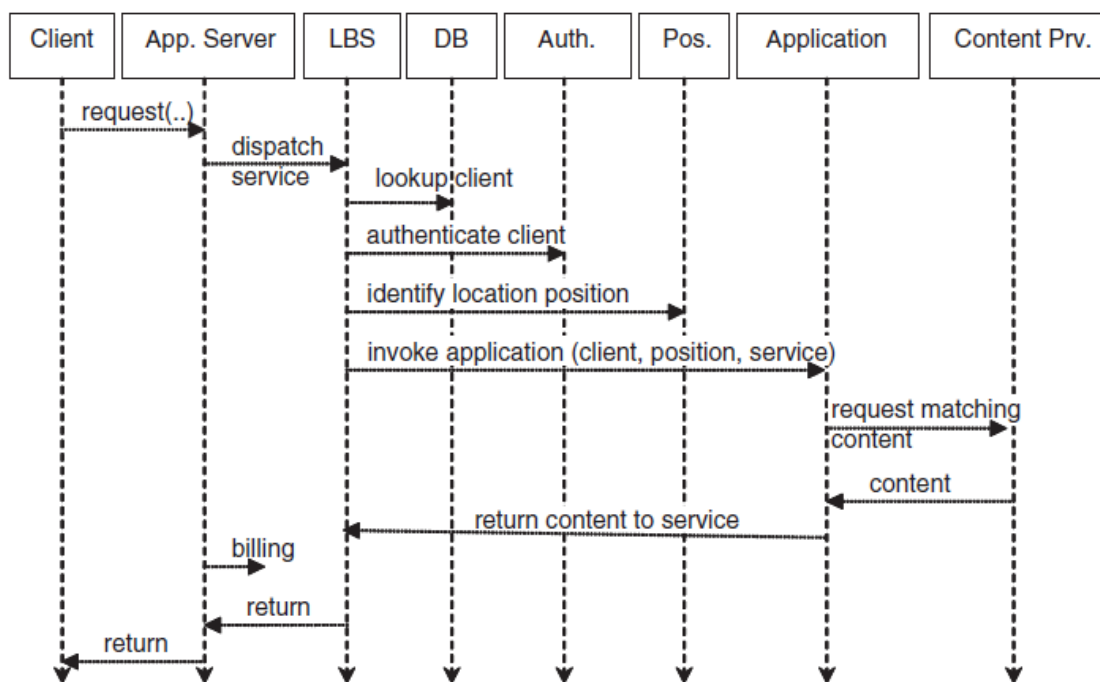 Client
App. Server
LBS
DB
Auth.
Pos.
Application
Content Prv.
request(..)
dispatch
service
lookup client
authenticate client
identify location position
invoke application (client, position, service)
request matching
content
content
return content to service
billing
return
return